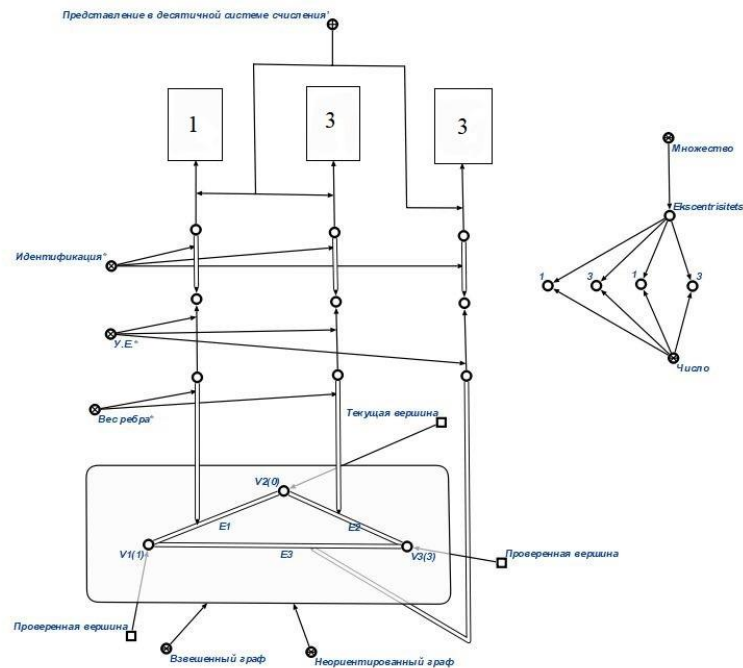 Представление в десятичной системе счисления'
1
3
3
Множество
Ekscentrisitets
Идентификация*
1
3
1
3
У.Е.*
Число
Вес ребра*
Текущая вершина
V2(0)
E1
E2
V1(1)
E3
V3(3)
Проверенная вершина
Проверенная вершина
Взвешенный граф
Неориентированный граф